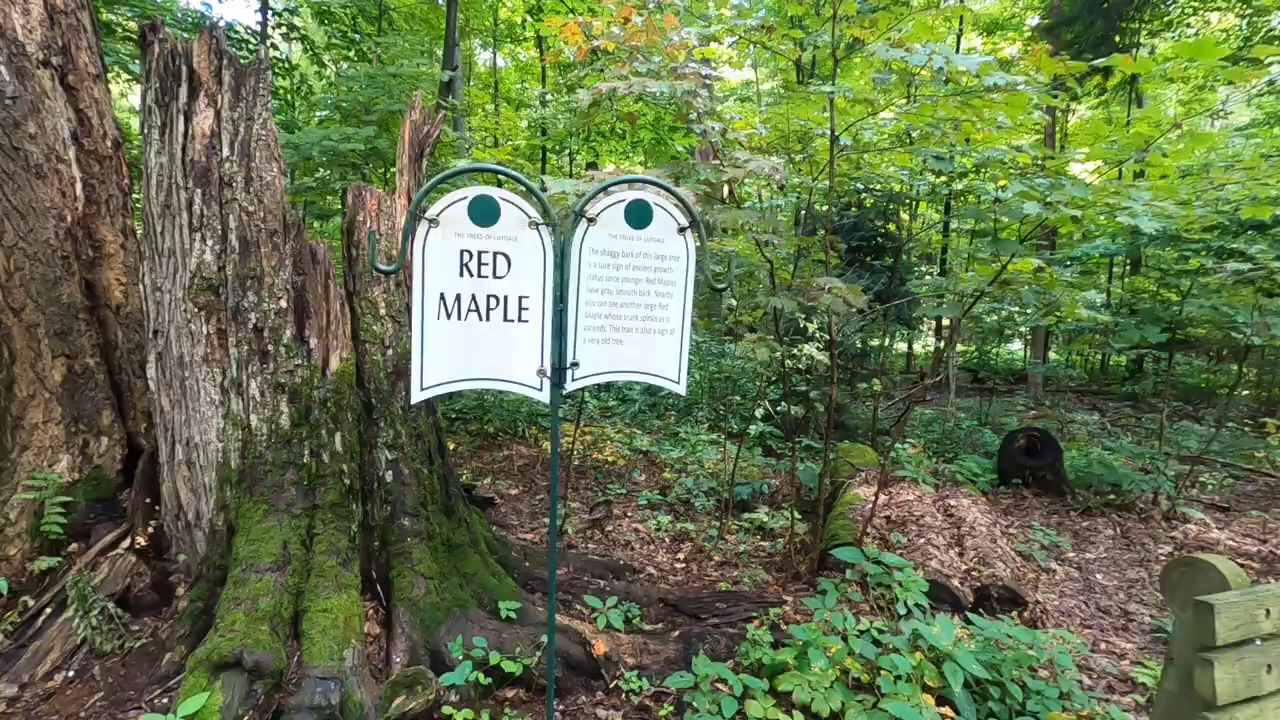 THE TREES OF LILYDALE
RED
MAPLE
THE TREES OF LILYDALE
The shaggy bark of this large tree
is a sure sign of ancient growth
status since younger Red Maples
have gray, smooth bark. Nearby
you can see another large Red
Maple whose trunk spirals as it
ascends. This trait is also a sign of
a very old tree.